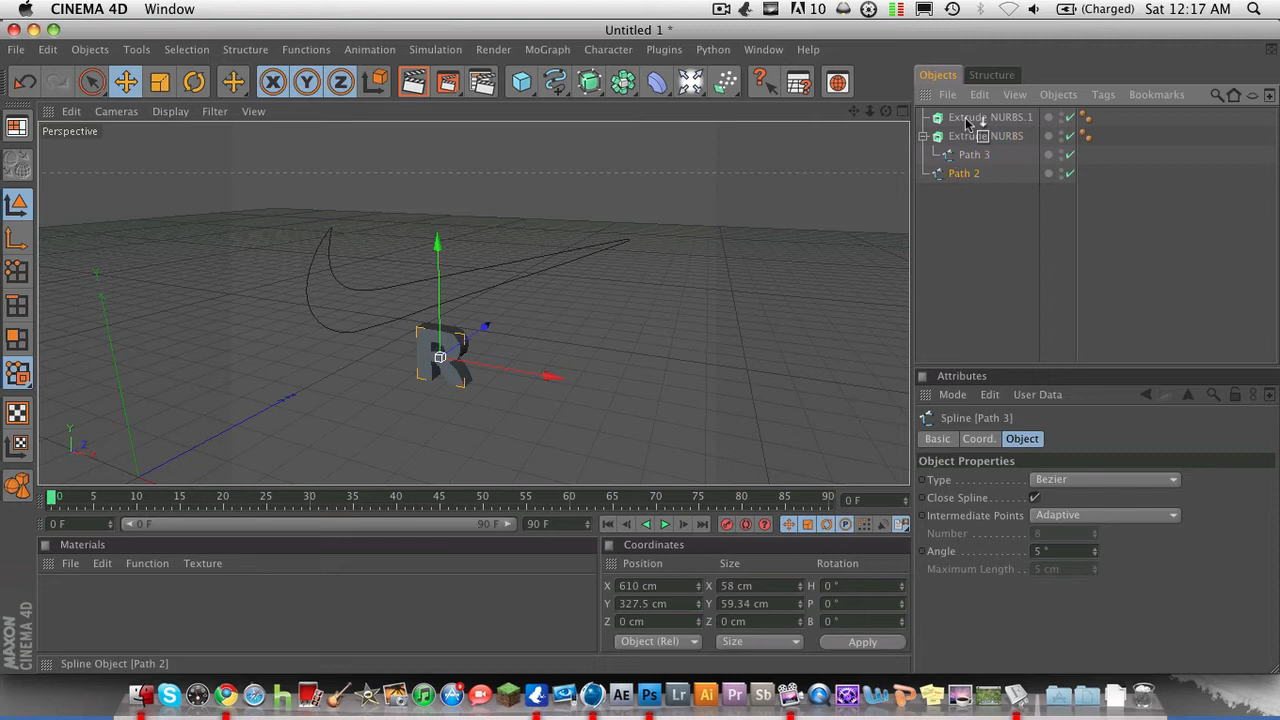 CINEMA 4D Window
10
(Charged) Sat 12:17 AM
Untitled 1 *
File Edit Objects Tools Selection Structure Functions Animation Simulation Render MoGraph Character Plugins Python Window Help
X Y Z
Objects Structure
File Edit View Objects Tags Bookmarks
Edit Cameras Display Filter View
Perspective
Extrude NURBS.1
Extrude NURBS
Path 3
Path 2
R
Y
Y
Z
X
Attributes
Mode Edit User Data
Spline [Path 3]
Basic Coord. Object
Object Properties
Type Bezier
Close Spline
Intermediate Points Adaptive
Number 8
Angle 5 °
Maximum Length 5 cm
0 5 10 15 20 25 30 35 40 45 50 55 60 65 70 75 80 85 90 0 F
0 F 0 F 90 F 90 F
Materials
File Edit Function Texture
Coordinates
Position Size Rotation
X 610 cm X 58 cm H 0 °
Y 327.5 cm Y 59.34 cm P 0 °
Z 0 cm Z 0 cm B 0 °
Object (Rel) Size Apply
MAXON CINEMA 4D
Spline Object [Path 2]
Ae Ps Lr Ai Pr Sb